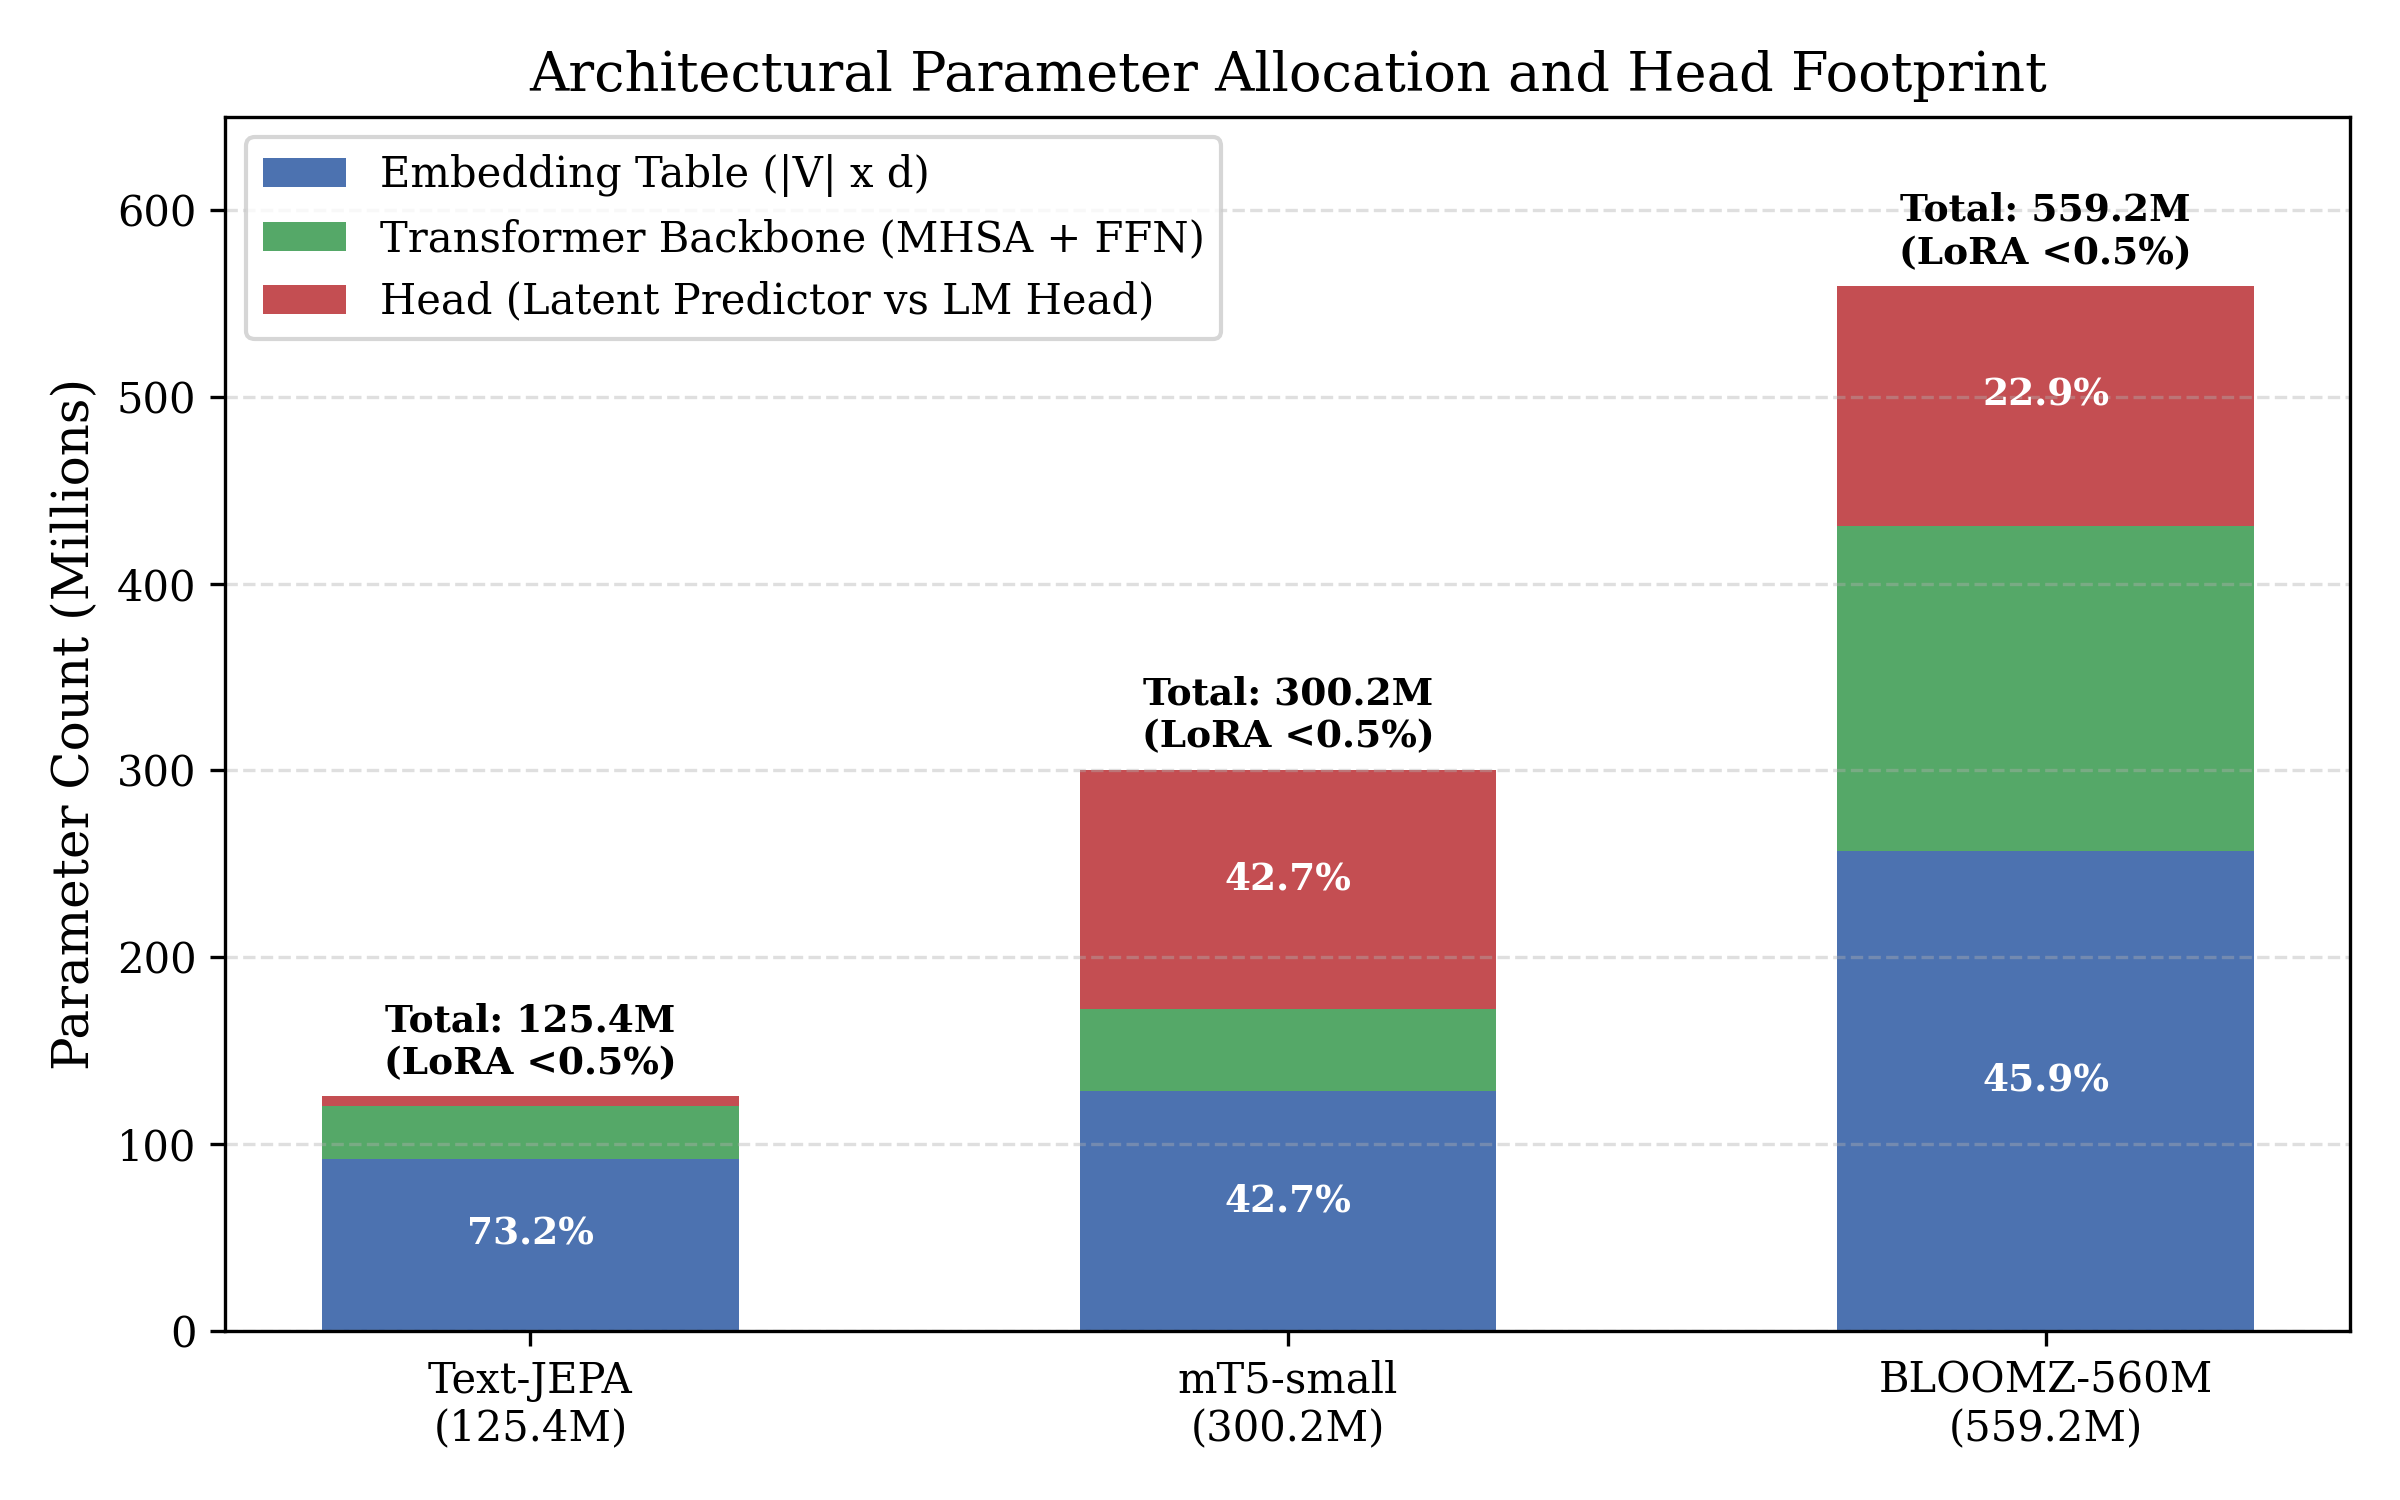 Architectural Parameter Allocation and Head Footprint
Embedding Table (|V| x d)
Transformer Backbone (MHSA + FFN)
Head (Latent Predictor vs LM Head)
Parameter Count (Millions)
600
500
400
300
200
100
0
Total: 125.4M
(LoRA <0.5%)
73.2%
Total: 300.2M
(LoRA <0.5%)
42.7%
42.7%
Total: 559.2M
(LoRA <0.5%)
22.9%
45.9%
Text-JEPA
(125.4M)
mT5-small
(300.2M)
BLOOMZ-560M
(559.2M)